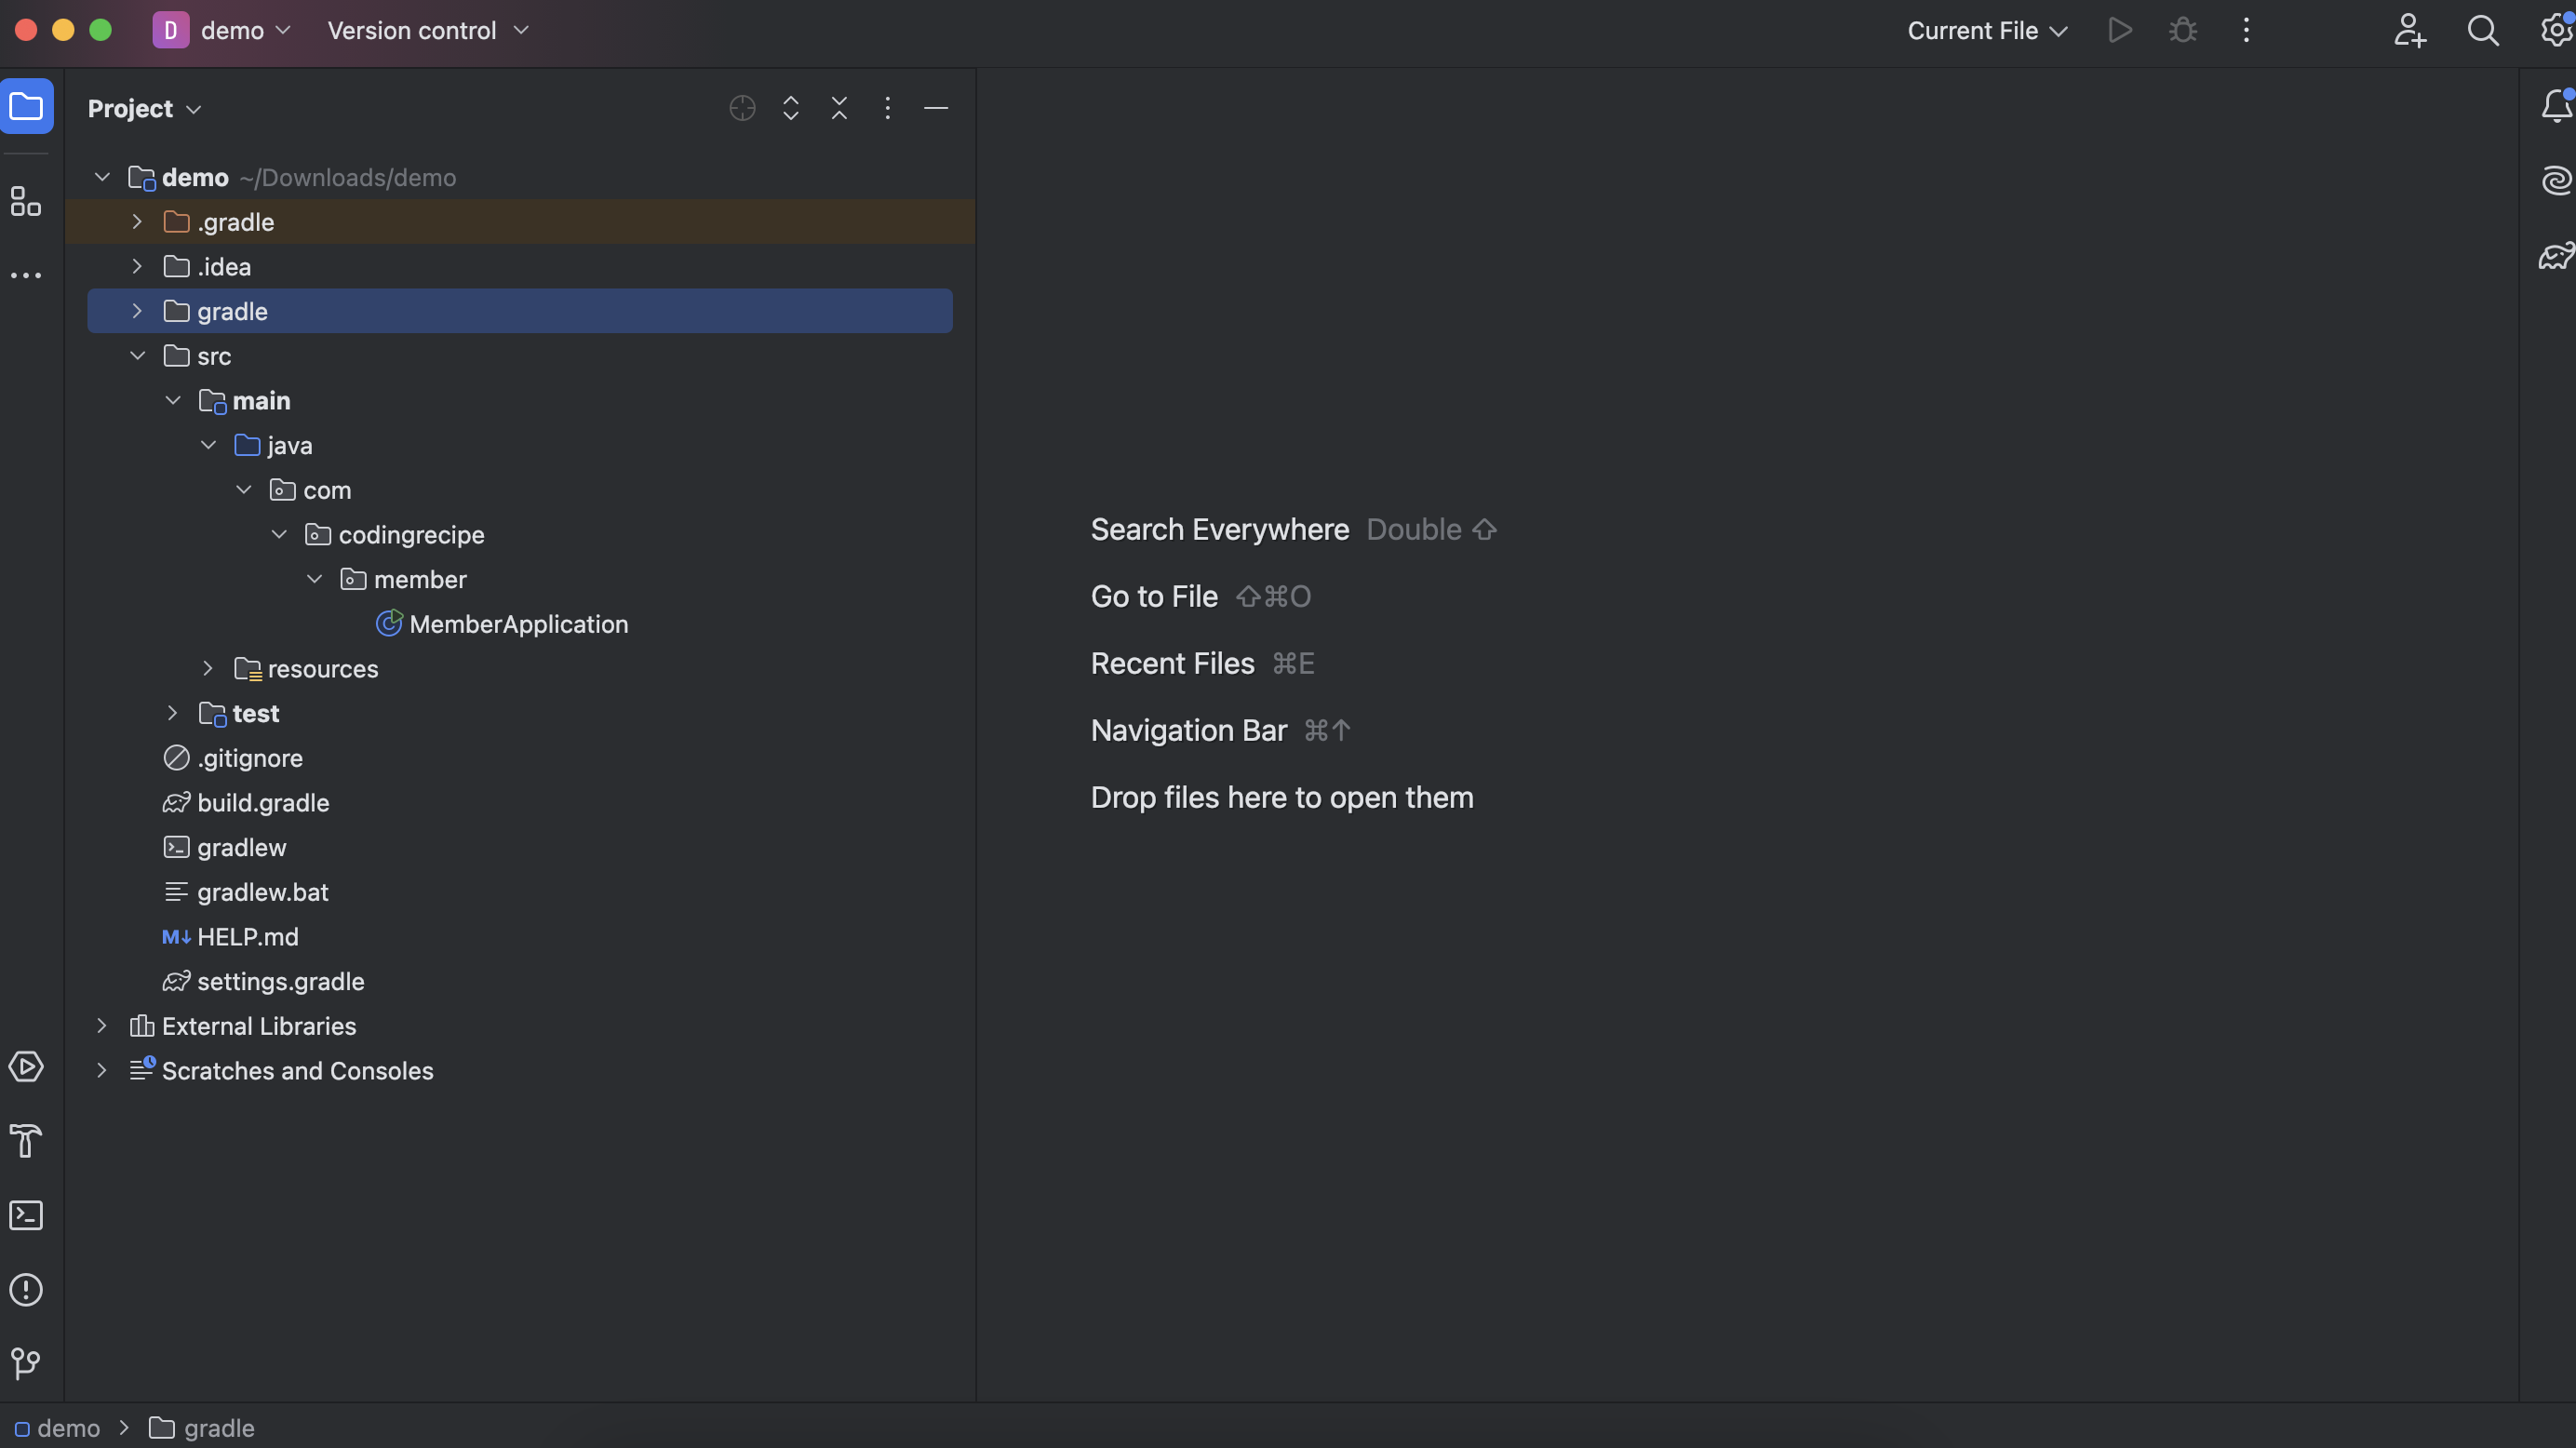 D demo Version control Current File
Project
demo ~/Downloads/demo
.gradle
.idea
gradle
src
main
java
com
codingrecipe
member
MemberApplication
resources
test
.gitignore
build.gradle
gradlew
gradlew.bat
M↓ HELP.md
settings.gradle
External Libraries
Scratches and Consoles
Search Everywhere Double ⇧
Go to File ⇧⌘O
Recent Files ⌘E
Navigation Bar ⌘↑
Drop files here to open them
demo > gradle